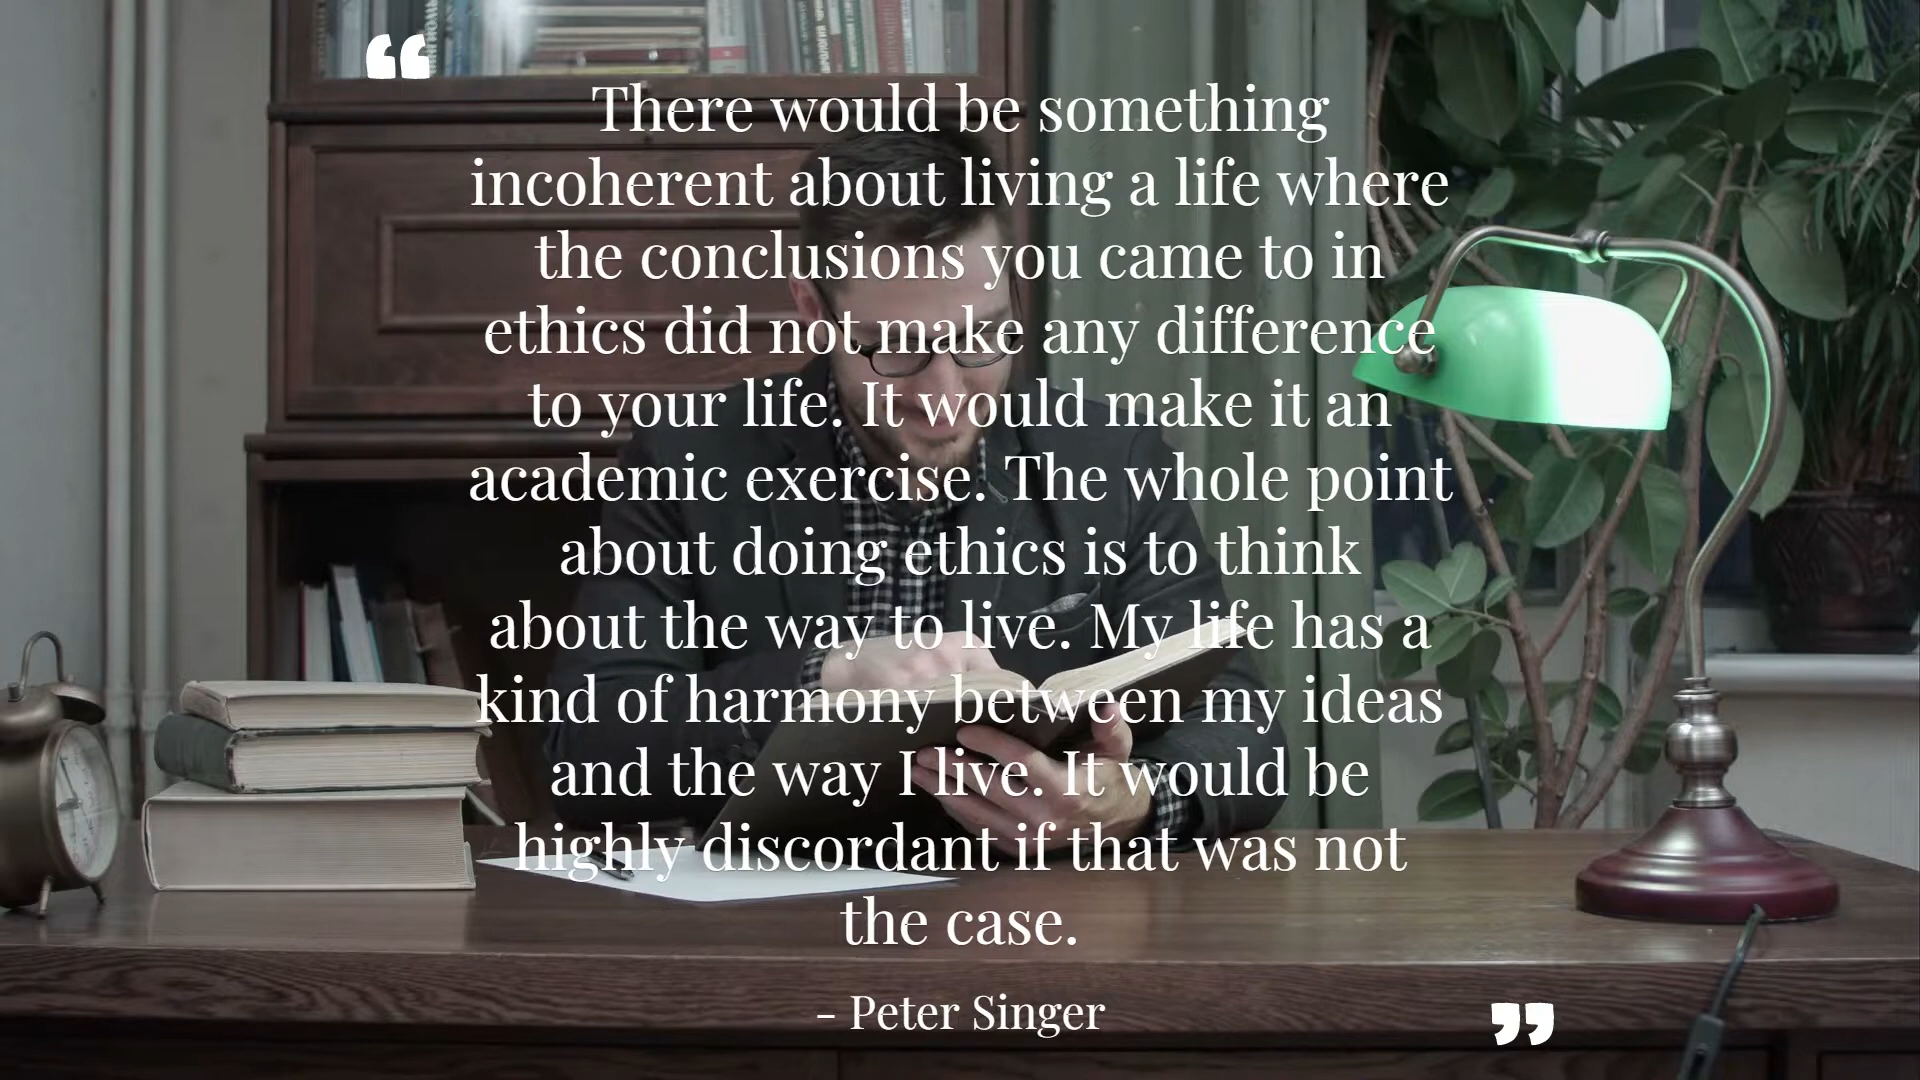 “
There would be something
incoherent about living a life where
the conclusions you came to in
ethics did not make any difference
to your life. It would make it an
academic exercise. The whole point
about doing ethics is to think
about the way to live. My life has a
kind of harmony between my ideas
and the way I live. It would be
highly discordant if that was not
the case.
- Peter Singer
”